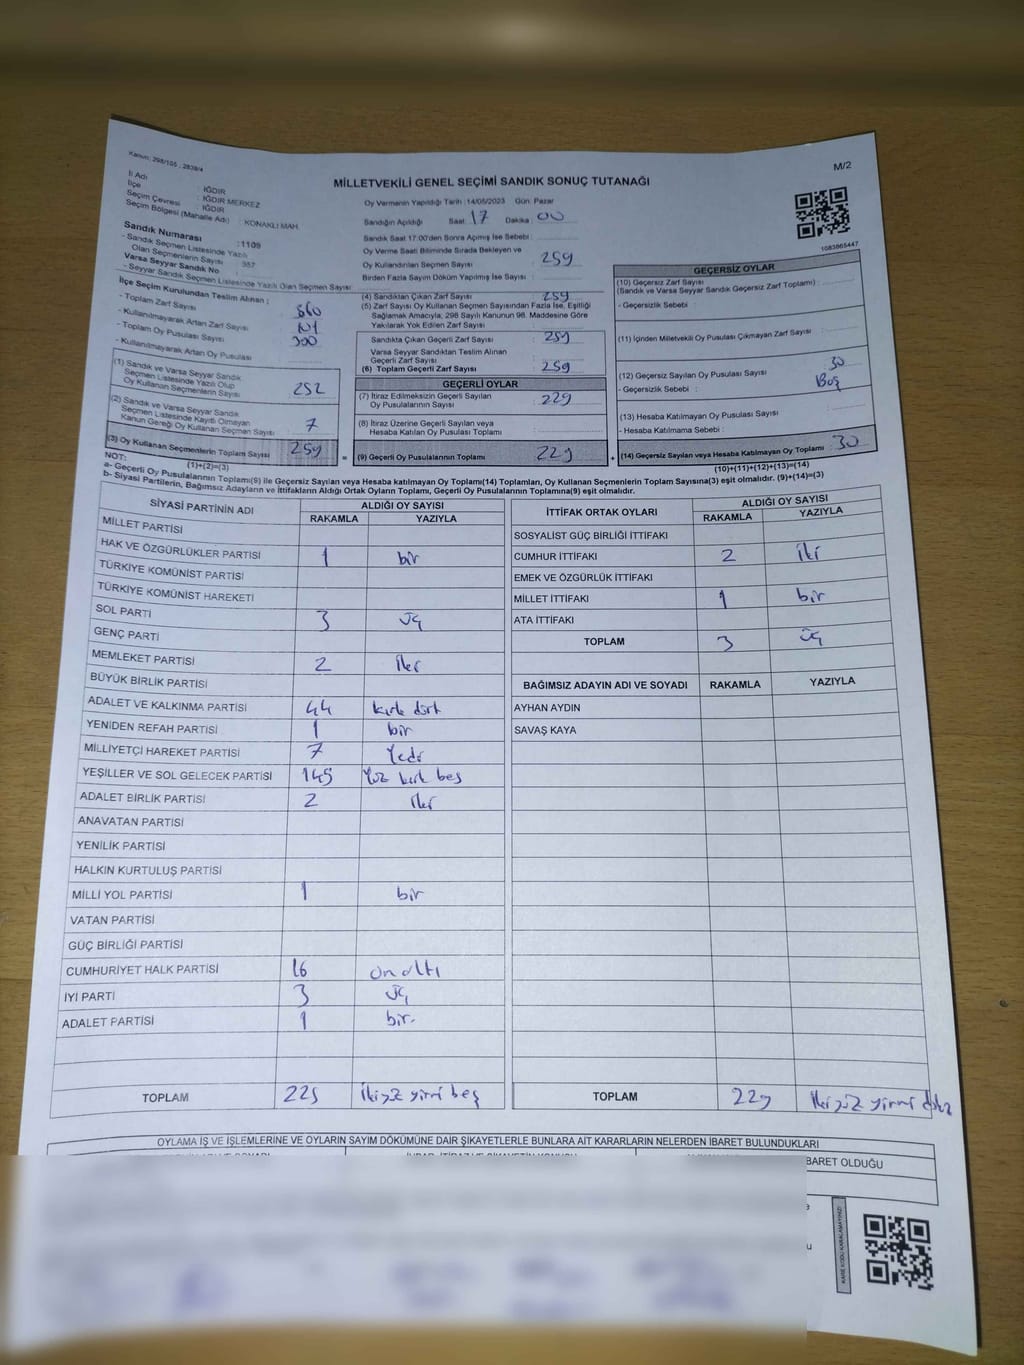 Kanun: 298/105 , 2839/4
M/2
MİLLETVEKİLİ GENEL SEÇİMİ SANDIK SONUÇ TUTANAĞI
İl Adı : IĞDIR
İlçe : IĞDIR MERKEZ
Seçim Çevresi : IĞDIR
Seçim Bölgesi (Mahalle Adı) : KONAKLI MAH.
Sandık Numarası :1109
- Sandık Seçmen Listesinde Yazılı
Olan Seçmenlerin Sayısı : 357
Varsa Seyyar Sandık No :
- Seyyar Sandık Seçmen Listesinde Yazılı Olan Seçmen Sayısı :
Oy Vermenin Yapıldığı Tarih :14/05/2023 Gün: Pazar
Sandığın Açıldığı Saat: 17 Dakika: 00
Sandık Saat 17:00'den Sonra Açılmış İse Sebebi :
Oy Verme Saati Bitiminde Sırada Bekleyen ve
Oy Kullandırılan Seçmen Sayısı : 259
Birden Fazla Sayım Döküm Yapılmış İse Sayısı :
1083865447
İlçe Seçim Kurulundan Teslim Alınan ;
- Toplam Zarf Sayısı : 360
- Kullanılmayarak Artan Zarf Sayısı : 101
- Toplam Oy Pusulası Sayısı :
- Kullanılmayarak Artan Oy Pusulası
(1) Sandık ve Varsa Seyyar Sandık
Seçmen Listesinde Yazılı Olup
Oy Kullanan Seçmenlerin Sayısı : 252
(2) Sandık ve Varsa Seyyar Sandık
Seçmen Listesinde Kayıtlı Olmayan
Kanun Gereği Oy Kullanan Seçmen Sayısı : 7
(3) Oy Kullanan Seçmenlerin Toplam Sayısı : 259
(1)+(2)=(3)
(4) Sandıktan Çıkan Zarf Sayısı : 259
(5) Zarf Sayısı Oy Kullanan Seçmen Sayısından Fazla İse, Eşitliği
Sağlamak Amacıyla, 298 Sayılı Kanunun 98. Maddesine Göre
Yakılarak Yok Edilen Zarf Sayısı :
Sandıkta Çıkan Geçerli Zarf Sayısı : 259
Varsa Seyyar Sandıktan Teslim Alınan
Geçerli Zarf Sayısı :
(6) Toplam Geçerli Zarf Sayısı : 259
GEÇERLİ OYLAR
(7) İtiraz Edilmeksizin Geçerli Sayılan
Oy Pusulalarının Sayısı : 229
(8) İtiraz Üzerine Geçerli Sayılan veya
Hesaba Katılan Oy Pusulası Toplamı :
= (9) Geçerli Oy Pusulalarının Toplamı : 229
GEÇERSİZ OYLAR
(10) Geçersiz Zarf Sayısı
(Sandık ve Varsa Seyyar Sandık Geçersiz Zarf Toplamı) :
- Geçersizlik Sebebi :
(11) İçinden Milletvekili Oy Pusulası Çıkmayan Zarf Sayısı :
(12) Geçersiz Sayılan Oy Pusulası Sayısı : 30
- Geçersizlik Sebebi : Boş
(13) Hesaba Katılmayan Oy Pusulası Sayısı :
- Hesaba Katılmama Sebebi :
+ (14) Geçersiz Sayılan veya Hesaba Katılmayan Oy Toplamı : 30
(10)+(11)+(12)+(13)=(14)
NOT:
a- Geçerli Oy Pusulaları Toplamı(9) ile Geçersiz Sayılan veya Hesaba katılmayan Oy Toplamı(14) Toplamları, Oy Kullanan Seçmenlerin Toplam Sayısına(3) eşit olmalıdır. (9)+(14)=(3)
b- Siyasi Partilerin, Bağımsız Adayların ve İttifakların Aldığı Ortak Oyların Toplamı, Geçerli Oy Pusulalarının Toplamına(9) eşit olmalıdır.
SİYASİ PARTİNİN ADI ALDIĞI OY SAYISI
RAKAMLA YAZIYLA
MİLLET PARTİSİ
HAK VE ÖZGÜRLÜKLER PARTİSİ 1 bir
TÜRKİYE KOMÜNİST PARTİSİ
TÜRKİYE KOMÜNİST HAREKETİ
SOL PARTİ 3 üç
GENÇ PARTİ
MEMLEKET PARTİSİ 2
BÜYÜK BİRLİK PARTİSİ
ADALET VE KALKINMA PARTİSİ 44 kırk dört
YENİDEN REFAH PARTİSİ 1 bir
MİLLİYETÇİ HAREKET PARTİSİ 7 Yedi
YEŞİLLER VE SOL GELECEK PARTİSİ 145 Yüz kırk beş
ADALET BİRLİK PARTİSİ 2
ANAVATAN PARTİSİ
YENİLİK PARTİSİ
HALKIN KURTULUŞ PARTİSİ
MİLLİ YOL PARTİSİ 1 bir
VATAN PARTİSİ
GÜÇ BİRLİĞİ PARTİSİ
CUMHURİYET HALK PARTİSİ 16 on altı
İYİ PARTİ 3 üç
ADALET PARTİSİ 1 bir.
TOPLAM 225 İkiyüz yirmi beş
İTTİFAK ORTAK OYLARI ALDIĞI OY SAYISI
RAKAMLA YAZIYLA
SOSYALİST GÜÇ BİRLİĞİ İTTİFAKI
CUMHUR İTTİFAKI 2 iki
EMEK VE ÖZGÜRLÜK İTTİFAKI
MİLLET İTTİFAKI 1 bir
ATA İTTİFAKI
TOPLAM 3 üç
BAĞIMSIZ ADAYIN ADI VE SOYADI RAKAMLA YAZIYLA
AYHAN AYDIN
SAVAŞ KAYA
TOPLAM 229 İkiyüz yirmi
OYLAMA İŞ VE İŞLEMLERİNE VE OYLARIN SAYIM DÖKÜMÜNE DAİR ŞİKAYETLERLE BUNLARA AİT KARARLARIN NELERDEN İBARET BULUNDUKLARI
BARET OLDUĞU
KARE KODU KARALAMAYINIZ!